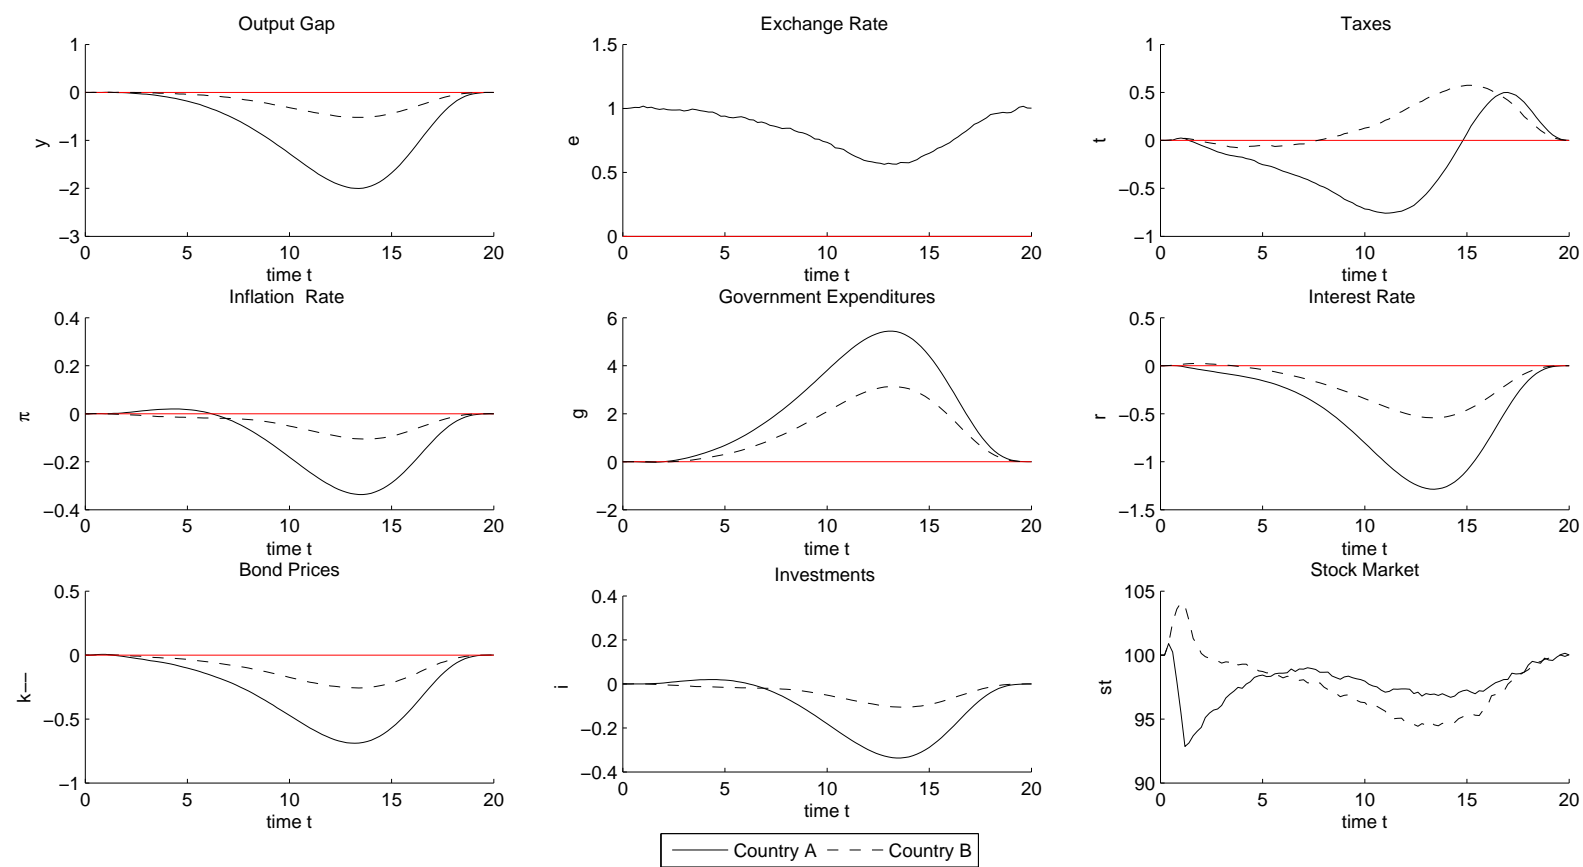 Output Gap
1
0
−1
−2
−3
y
0 5 10 15 20
time t
Exchange Rate
1.5
1
0.5
0
e
0 5 10 15 20
time t
Taxes
1
0.5
0
−0.5
−1
t
0 5 10 15 20
time t
Inflation Rate
0.4
0.2
0
−0.2
−0.4
π
0 5 10 15 20
time t
Government Expenditures
6
4
2
0
−2
g
0 5 10 15 20
time t
Interest Rate
0.5
0
−0.5
−1
−1.5
r
0 5 10 15 20
time t
Bond Prices
0.5
0
−0.5
−1
k−−
0 5 10 15 20
time t
Investments
0.4
0.2
0
−0.2
−0.4
i
0 5 10 15 20
time t
Stock Market
105
100
95
90
st
0 5 10 15 20
time t
Country A Country B